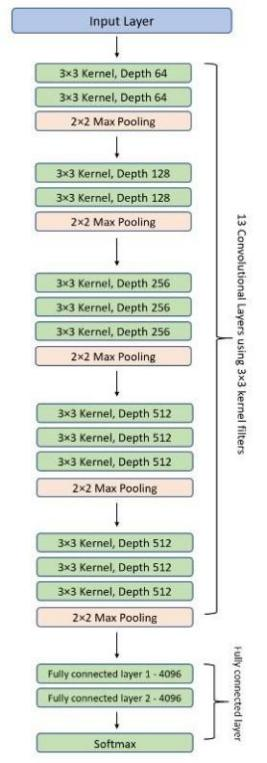 Input Layer
3×3 Kernel, Depth 64
3×3 Kernel, Depth 64
2×2 Max Pooling
3×3 Kernel, Depth 128
3×3 Kernel, Depth 128
2×2 Max Pooling
3×3 Kernel, Depth 256
3×3 Kernel, Depth 256
3×3 Kernel, Depth 256
2×2 Max Pooling
3×3 Kernel, Depth 512
3×3 Kernel, Depth 512
3×3 Kernel, Depth 512
2×2 Max Pooling
3×3 Kernel, Depth 512
3×3 Kernel, Depth 512
3×3 Kernel, Depth 512
2×2 Max Pooling
13 Convolutional Layers using 3×3 kernel filters
Fully connected layer 1 - 4096
Fully connected layer 2 - 4096
Softmax
Fully connected
layer